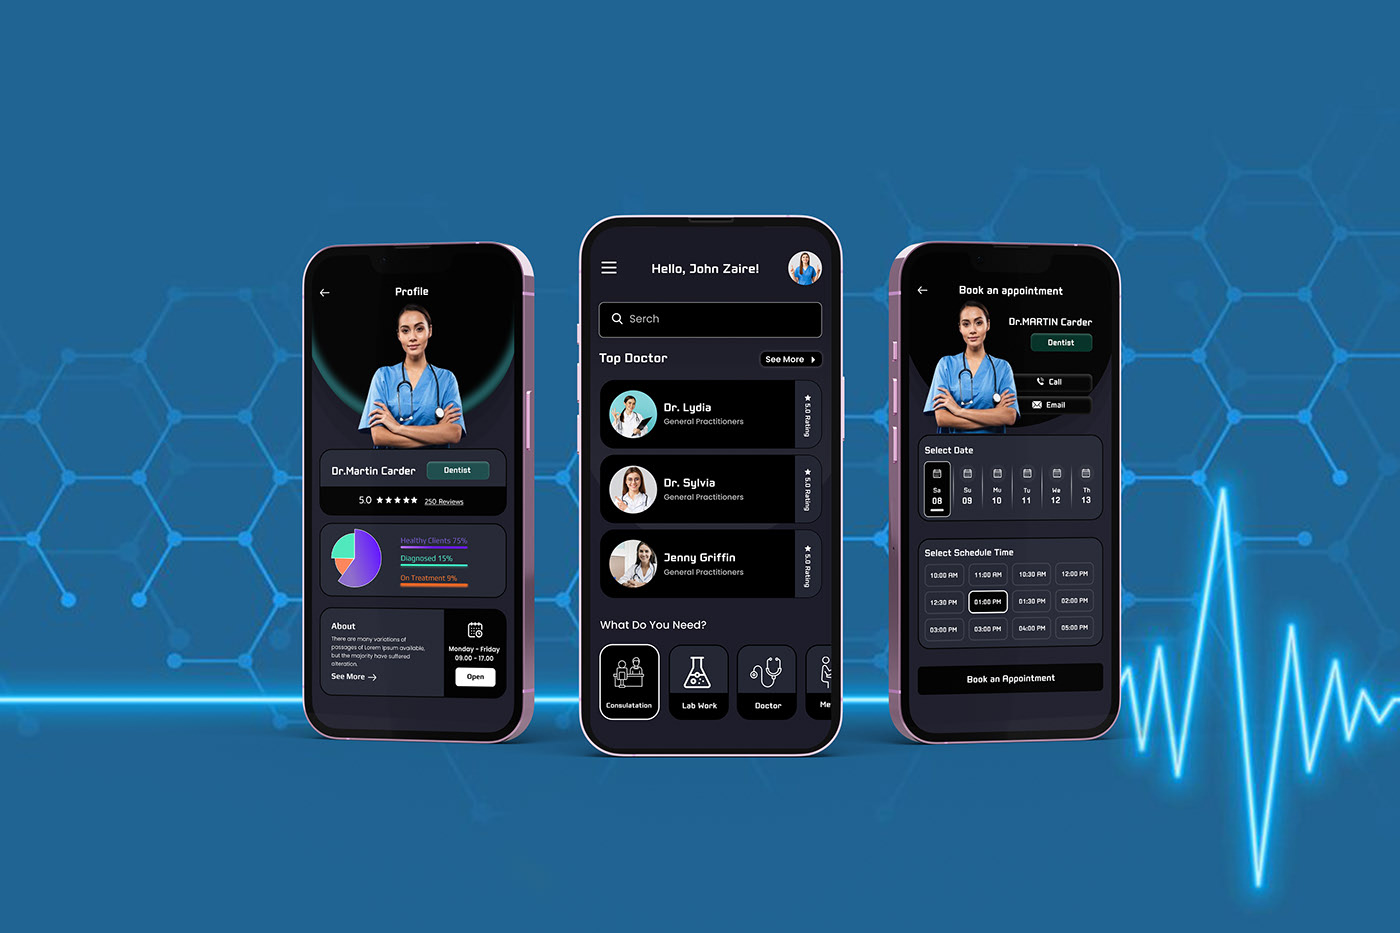 Profile
Dr.Martin Carder
Dentist
5.0
250 Reviews
Healthy Clients 75%
Diagnosed 15%
On Treatment 9%
About
There are many variations of
passages of Lorem Ipsum available,
but the majority have suffered
alteration.
See More
Monday - Friday
09.00 - 17.00
Open
Hello, John Zaire!
Serch
Top Doctor
See More
Dr. Lydia
General Practitioners
5.0 Rating
Dr. Sylvia
General Practitioners
5.0 Rating
Jenny Griffin
General Practitioners
5.0 Rating
What Do You Need?
Consulatation
Lab Work
Doctor
Me
Book an appointment
Dr.MARTIN Carder
Dentist
Call
Email
Select Date
Sa Su Mu Tu We Th
08 09 10 11 12 13
Select Schedule Time
10:00 AM 11:00 AM 10:30 AM 12:00 PM
12:30 PM 01:00 PM 01:30 PM 02:00 PM
03:00 PM 03:00 PM 04:00 PM 05:00 PM
Book an Appointment